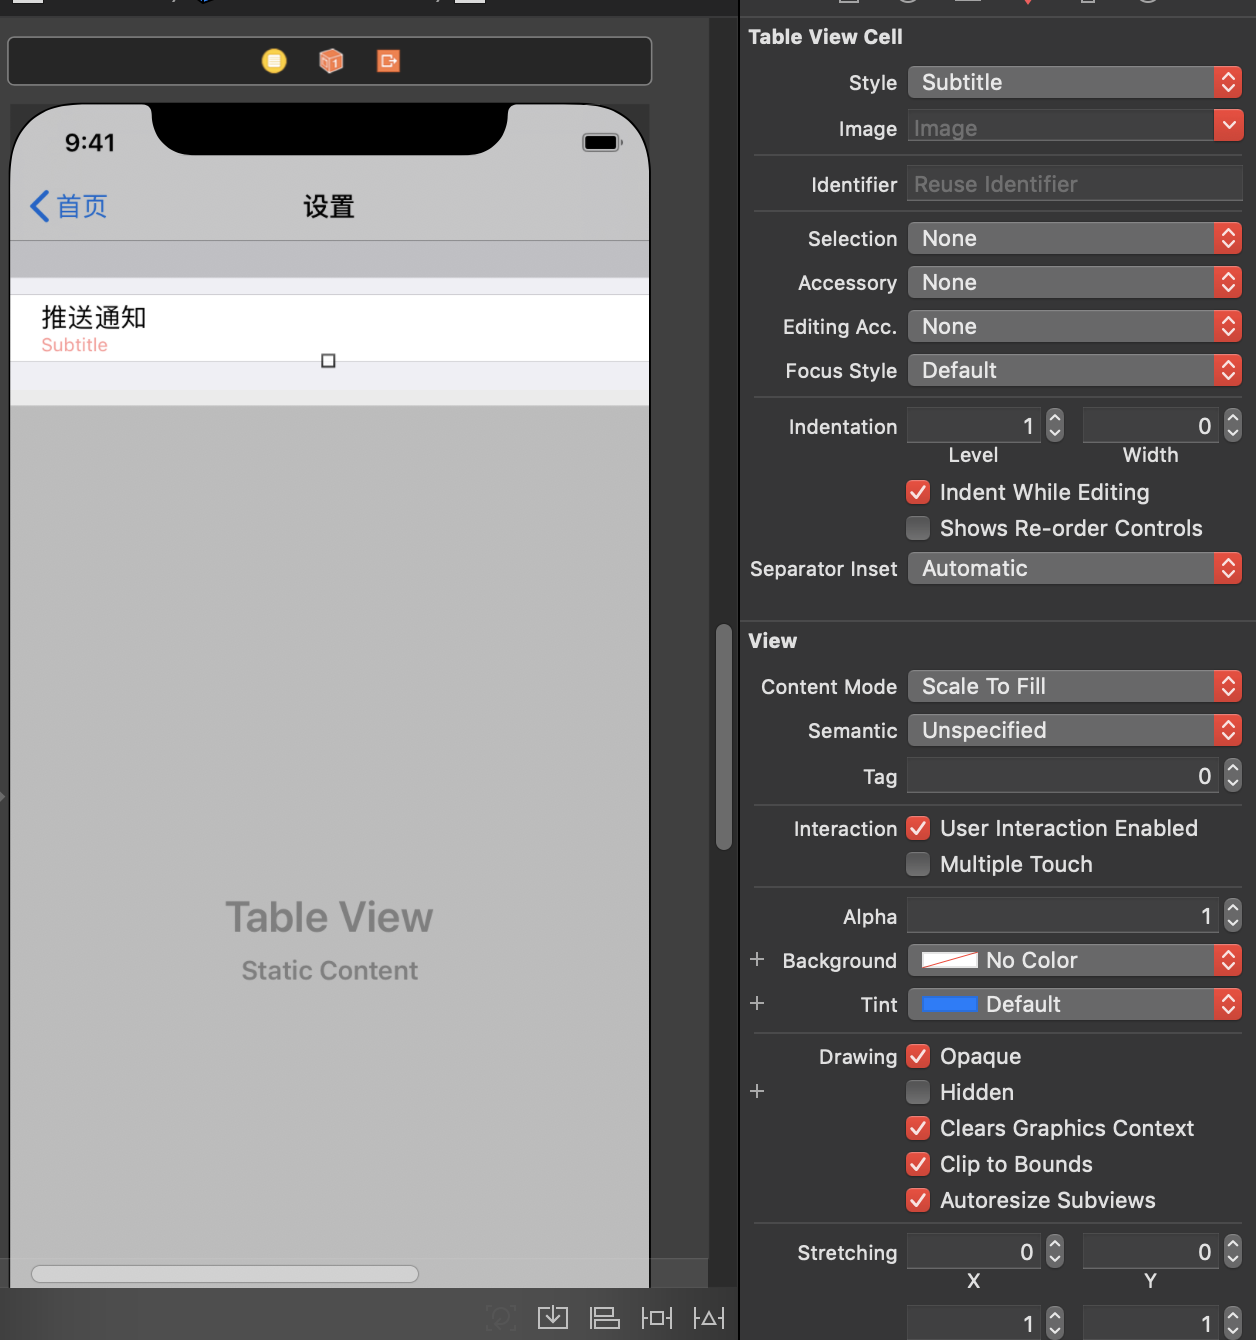 9:41
首页
设置
推送通知
Subtitle
Table View
Static Content
Table View Cell
Style Subtitle
Image Image
Identifier Reuse Identifier
Selection None
Accessory None
Editing Acc. None
Focus Style Default
Indentation 1 0
Level Width
Indent While Editing
Shows Re-order Controls
Separator Inset Automatic
View
Content Mode Scale To Fill
Semantic Unspecified
Tag 0
Interaction User Interaction Enabled
Multiple Touch
Alpha 1
+ Background No Color
+ Tint Default
Drawing Opaque
+ Hidden
Clears Graphics Context
Clip to Bounds
Autoresize Subviews
Stretching 0 0
X Y
1 1